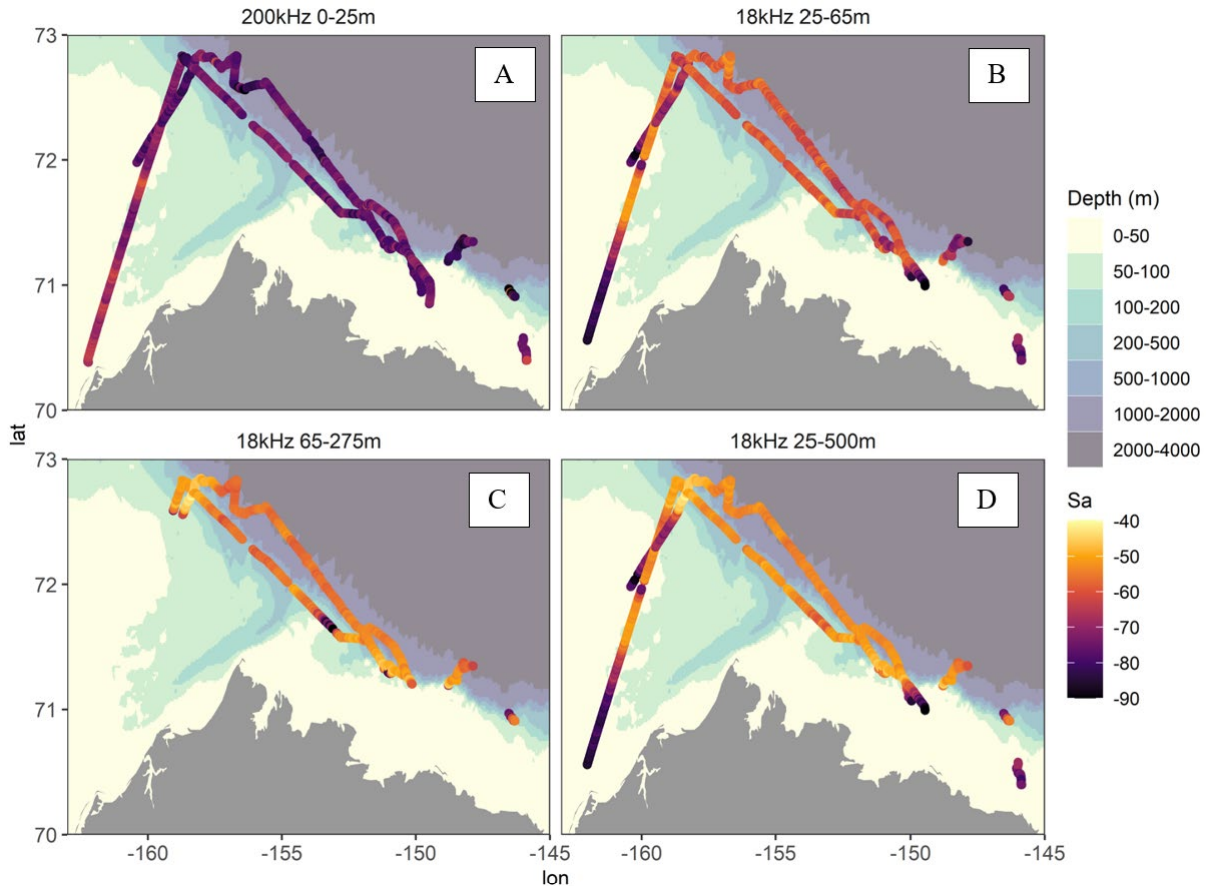 200kHz 0-25m
18kHz 25-65m
73
72
71
70
A
B
18kHz 65-275m
18kHz 25-500m
73
72
71
70
C
D
lat
-160
-155
-150
-145
-160
-155
-150
-145
lon
Depth (m)
0-50
50-100
100-200
200-500
500-1000
1000-2000
2000-4000
Sa
-40
-50
-60
-70
-80
-90